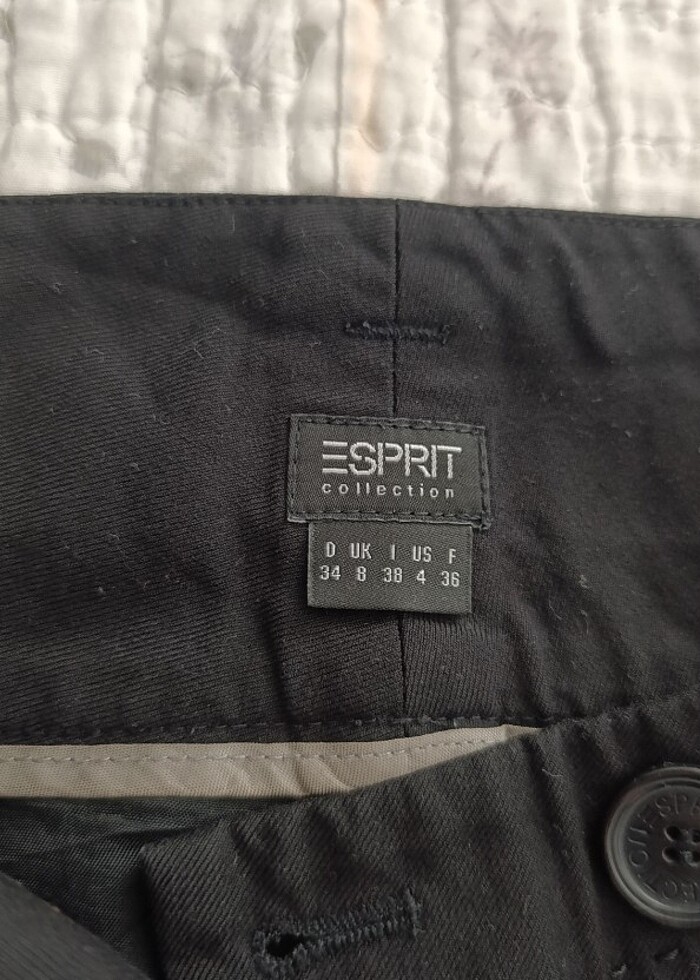 ESPRIT
collection
D UK I US F
34 8 38 4 36